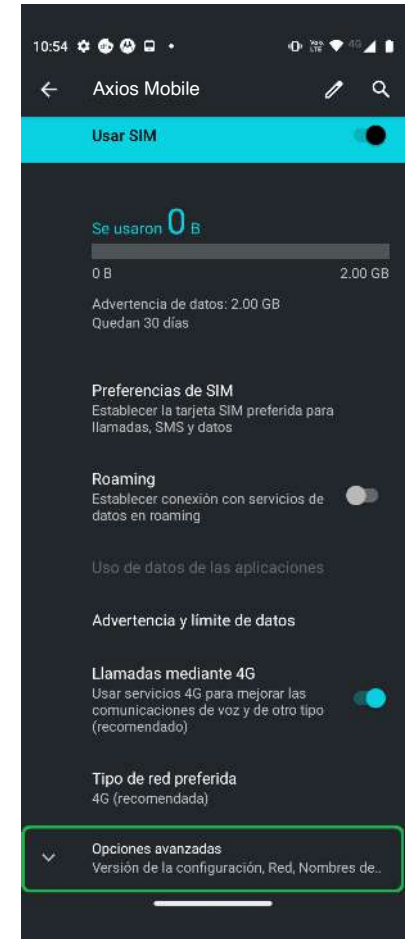 10:54
4G
Axios Mobile
Usar SIM
Se usaron 0 B
0 B 2.00 GB
Advertencia de datos: 2.00 GB
Quedan 30 días
Preferencias de SIM
Establecer la tarjeta SIM preferida para
llamadas, SMS y datos
Roaming
Establecer conexión con servicios de
datos en roaming
Uso de datos de las aplicaciones
Advertencia y límite de datos
Llamadas mediante 4G
Usar servicios 4G para mejorar las
comunicaciones de voz y de otro tipo
(recomendado)
Tipo de red preferida
4G (recomendada)
Opciones avanzadas
Versión de la configuración, Red, Nombres de..